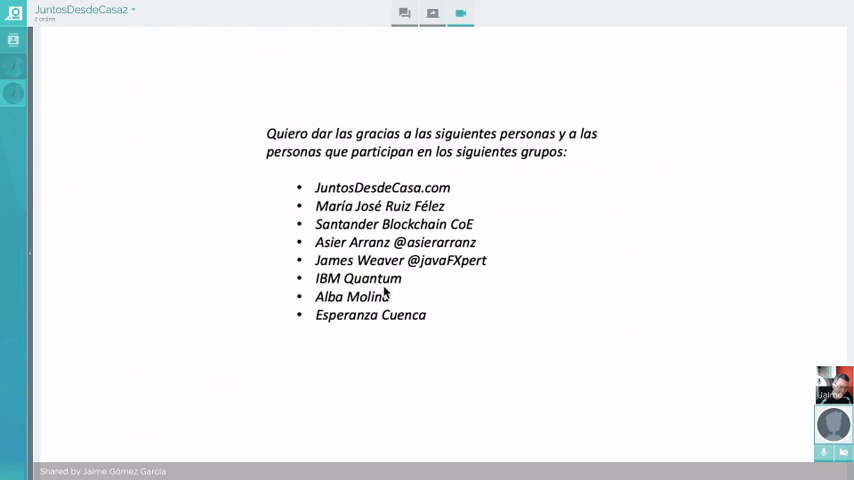 JuntosDesdeCasa2
2 online
Quiero dar las gracias a las siguientes personas y a las
personas que participan en los siguientes grupos:
• JuntosDesdeCasa.com
• María José Ruiz Félez
• Santander Blockchain CoE
• Asier Arranz @asierarranz
• James Weaver @javaFXpert
• IBM Quantum
• Alba Molina
• Esperanza Cuenca
Jaime
Shared by Jaime Gómez García